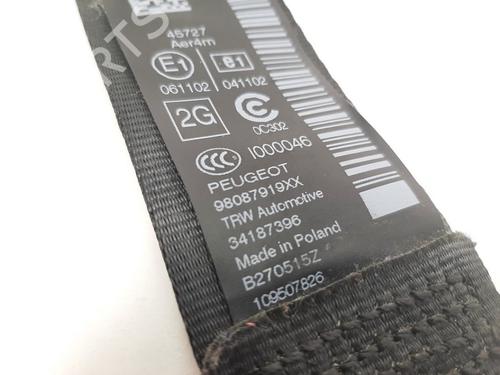 45727
Aer4m
E1 e1
061102 041102
2G
0C302
CCC I000046
PEUGEOT
98087919XX
TRW Automotive
34187396
Made in Poland
B270515Z
109507826